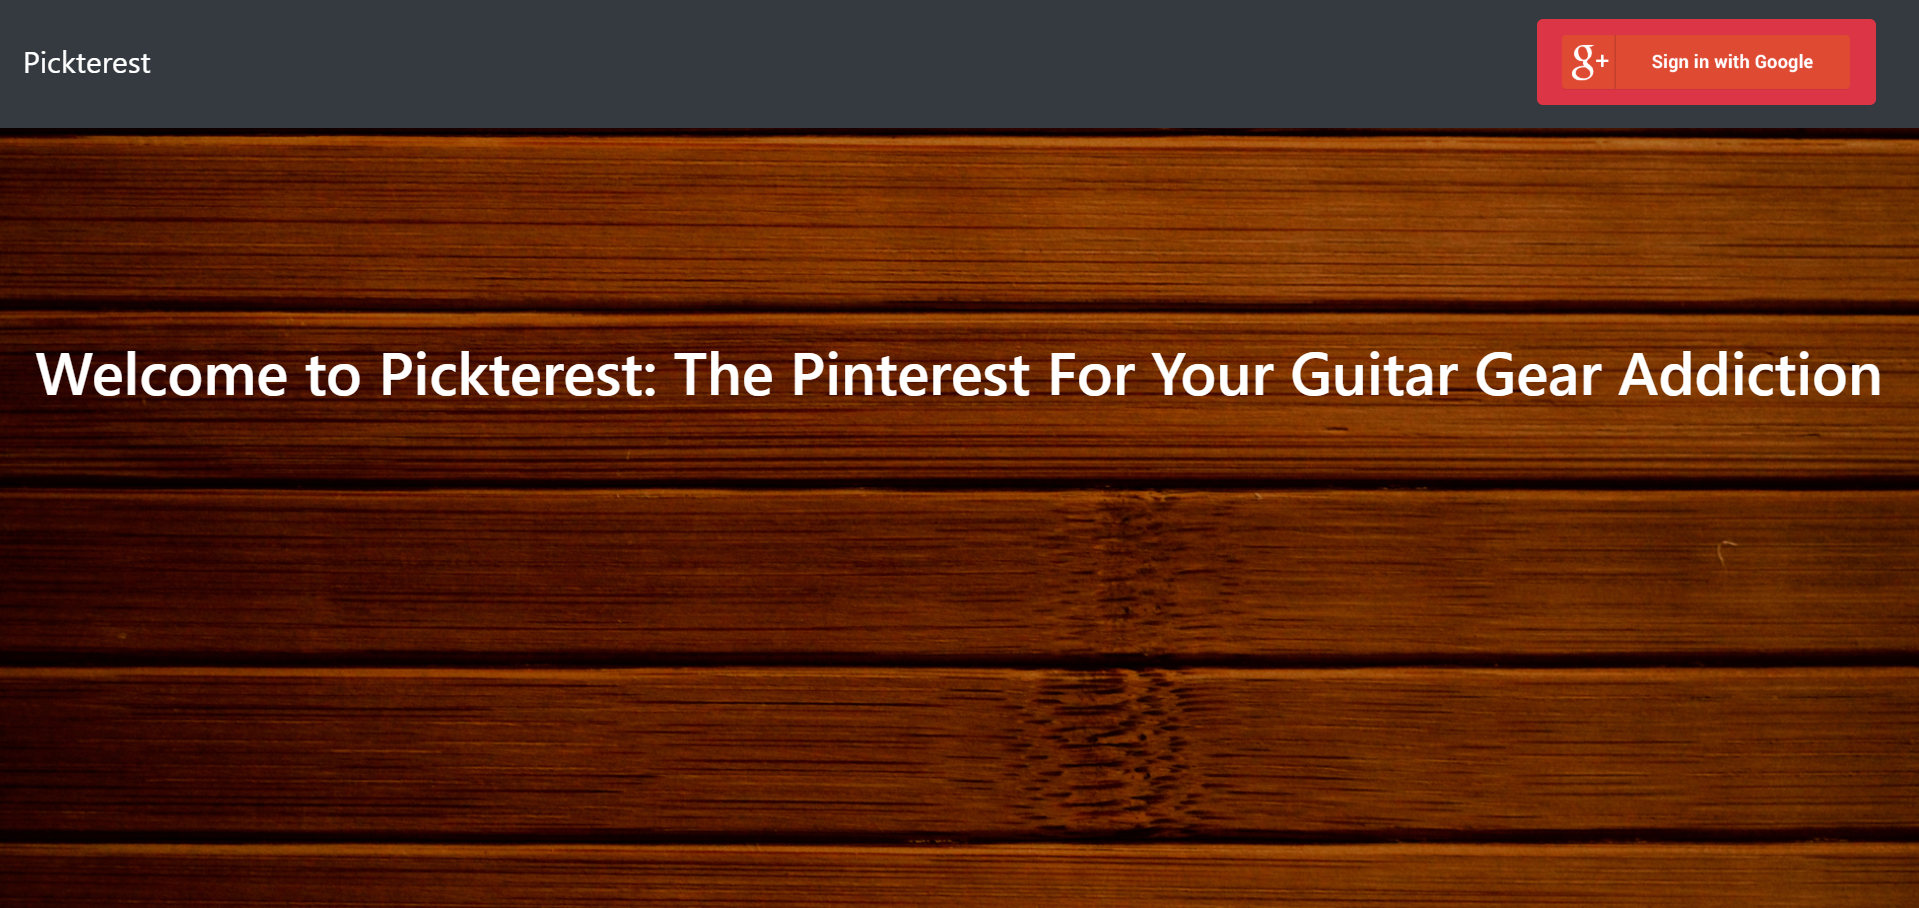 Pickterest
g+ Sign in with Google
Welcome to Pickterest: The Pinterest For Your Guitar Gear Addiction